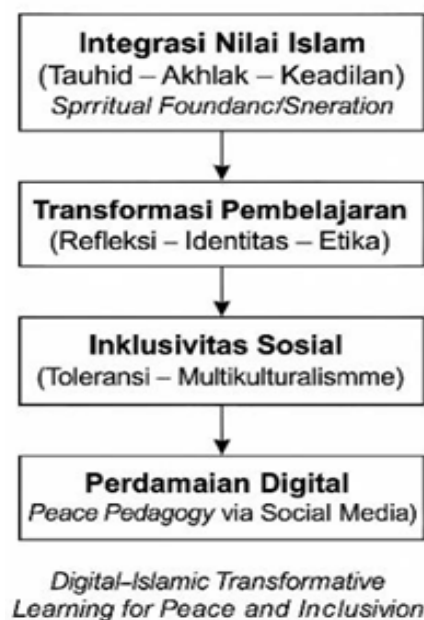 Integrasi Nilai Islam
(Tauhid – Akhlak – Keadilan)
Sprritual Foundanc/Sneration
Transformasi Pembelajaran
(Refleksi – Identitas – Etika)
Inklusivitas Sosial
(Toleransi – Multikulturalismme)
Perdamaian Digital
Peace Pedagogy via Social Media)
Digital–Islamic Transformative
Learning for Peace and Inclusivion